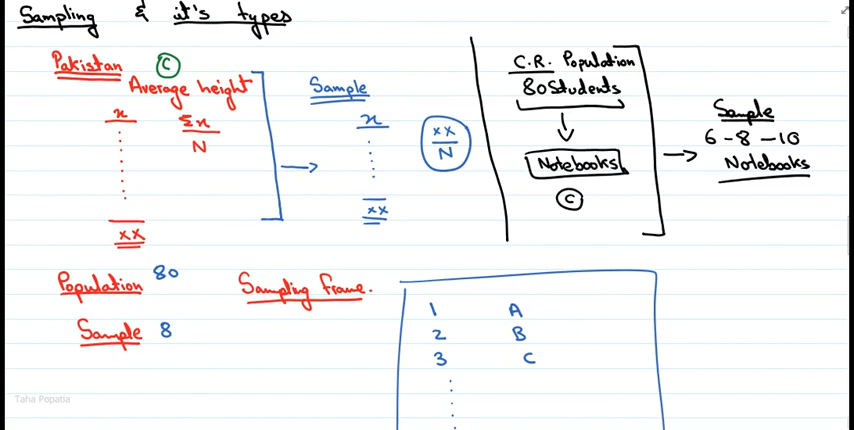 Sampling & it's types
Pakistan C
Average height
x Σx
N
xx
Sample
x
xx
xx
N
C.R. Population
80 Students
Notebooks
C
Sample
6 - 8 - 10
Notebooks
Population 80
Sample 8
Sampling frame.
1 A
2 B
3 C
Taha Popatia